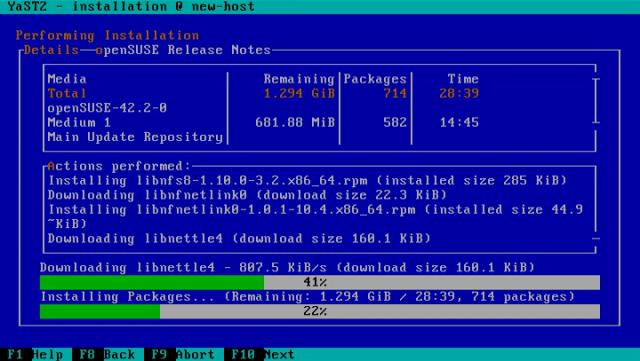 YaST2 - installation @ new-host
Performing Installation
Details openSUSE Release Notes
Media Remaining Packages Time
Total 1.294 GiB 714 28:39
openSUSE-42.2-0
Medium 1 681.88 MiB 582 14:45
Main Update Repository
Actions performed:
Installing libnfs8-1.10.0-3.2.x86_64.rpm (installed size 285 KiB)
Downloading libnfnetlink0 (download size 22.3 KiB)
Installing libnfnetlink0-1.0.1-10.4.x86_64.rpm (installed size 44.9
~KiB)
Downloading libnettle4 (download size 160.1 KiB)
Downloading libnettle4 - 807.5 KiB/s (download size 160.1 KiB)
41%
Installing Packages... (Remaining: 1.294 GiB / 28:39, 714 packages)
22%
F1 Help F8 Back F9 Abort F10 Next